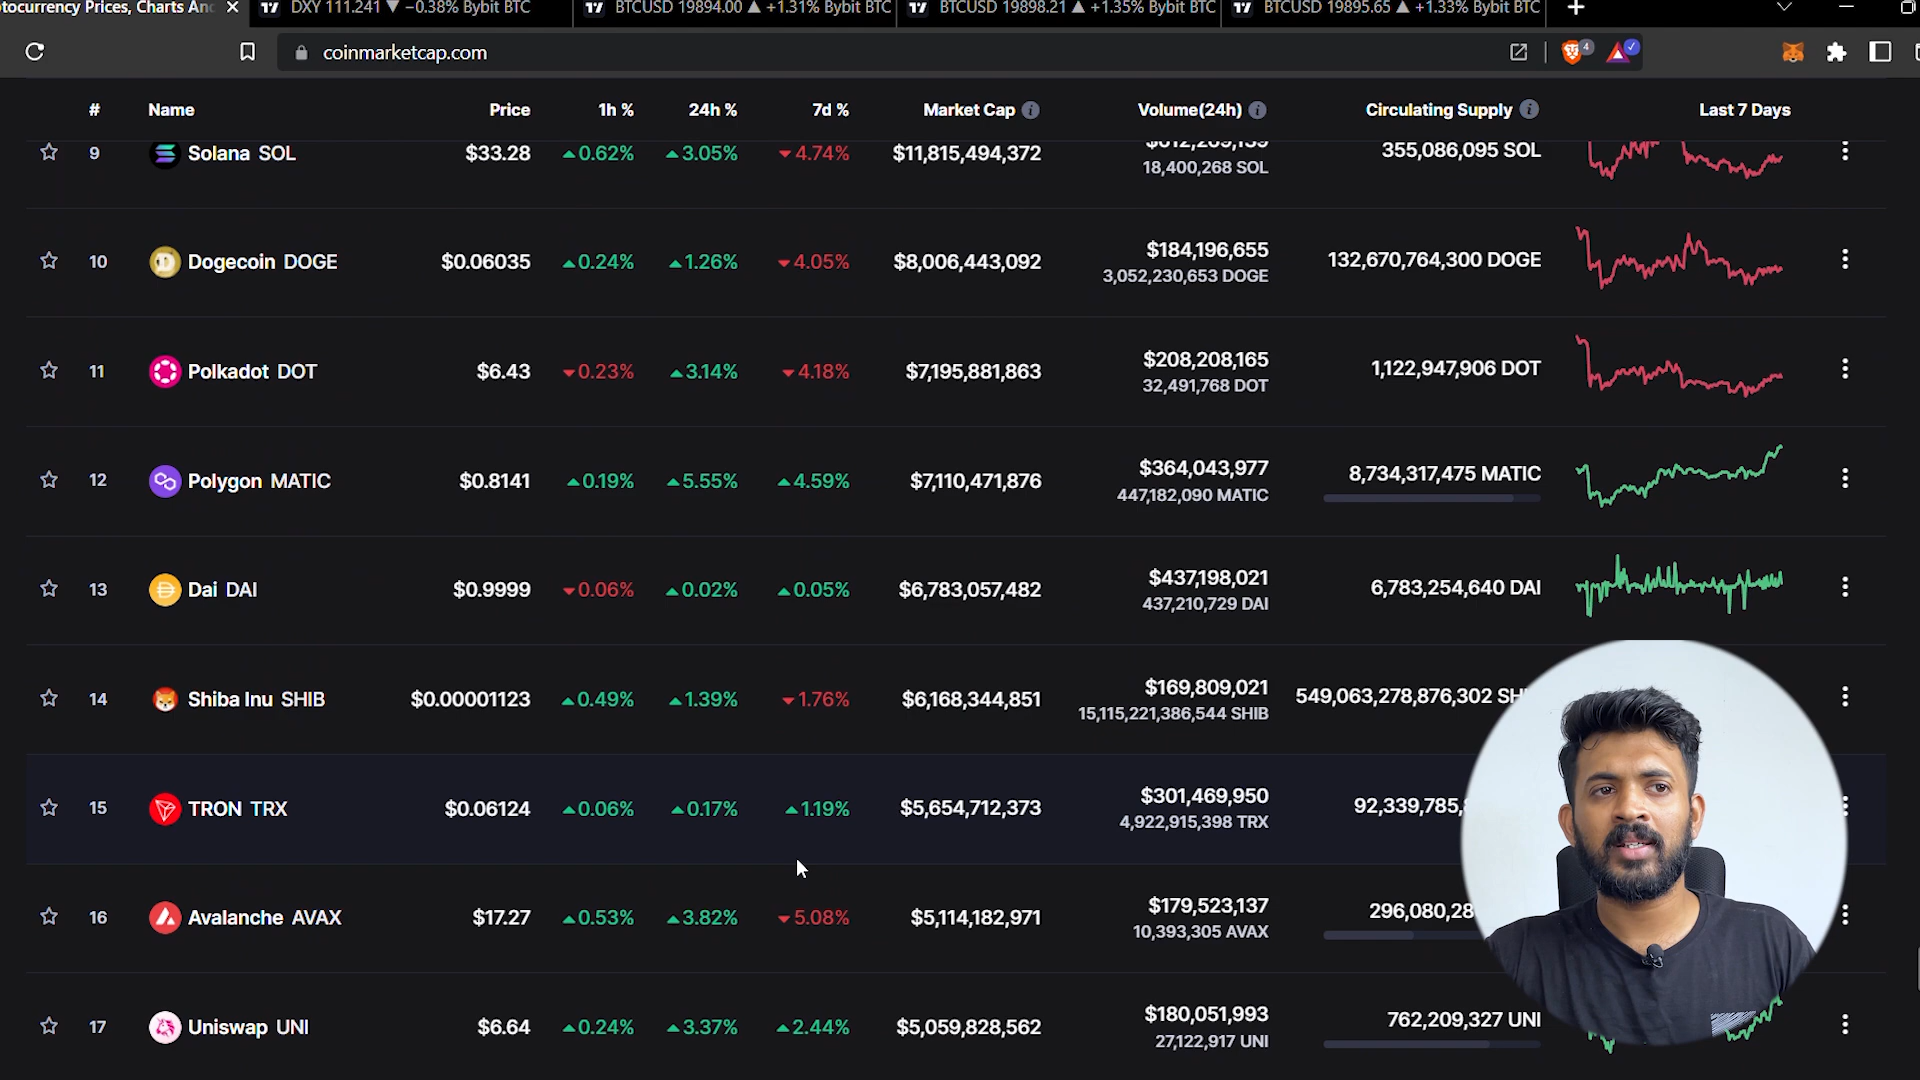 tocurrency Prices, Charts An
DXY 111.241 ▼ −0.38% Bybit BTC
BTCUSD 19894.00 ▲ +1.31% Bybit BTC
BTCUSD 19898.21 ▲ +1.35% Bybit BTC
BTCUSD 19895.65 ▲ +1.33% Bybit BTC
coinmarketcap.com
4
# Name Price 1h % 24h % 7d % Market Cap Volume(24h) Circulating Supply Last 7 Days
9 Solana SOL $33.28 0.62% 3.05% 4.74% $11,815,494,372 355,086,095 SOL
18,400,268 SOL
10 Dogecoin DOGE $0.06035 0.24% 1.26% 4.05% $8,006,443,092 $184,196,655 132,670,764,300 DOGE
3,052,230,653 DOGE
11 Polkadot DOT $6.43 0.23% 3.14% 4.18% $7,195,881,863 $208,208,165 1,122,947,906 DOT
32,491,768 DOT
12 Polygon MATIC $0.8141 0.19% 5.55% 4.59% $7,110,471,876 $364,043,977 8,734,317,475 MATIC
447,182,090 MATIC
13 Dai DAI $0.9999 0.06% 0.02% 0.05% $6,783,057,482 $437,198,021 6,783,254,640 DAI
437,210,729 DAI
14 Shiba Inu SHIB $0.00001123 0.49% 1.39% 1.76% $6,168,344,851 $169,809,021 549,063,278,876,302 SH
15,115,221,386,544 SHIB
15 TRON TRX $0.06124 0.06% 0.17% 1.19% $5,654,712,373 $301,469,950 92,339,785,
4,922,915,398 TRX
16 Avalanche AVAX $17.27 0.53% 3.82% 5.08% $5,114,182,971 $179,523,137 296,080,28
10,393,305 AVAX
17 Uniswap UNI $6.64 0.24% 3.37% 2.44% $5,059,828,562 $180,051,993 762,209,327 UNI
27,122,917 UNI